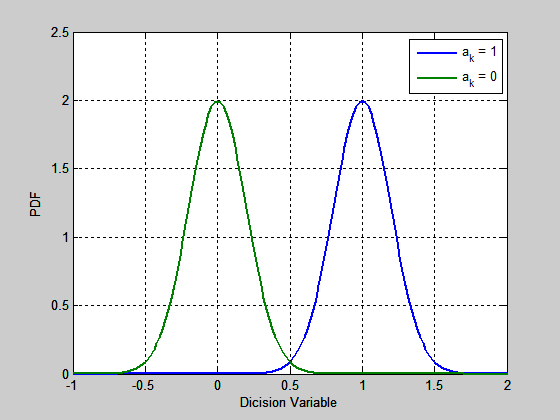 2.5
a_k = 1
a_k = 0
2
1.5
PDF
1
0.5
0
-1 -0.5 0 0.5 1 1.5 2
Dicision Variable